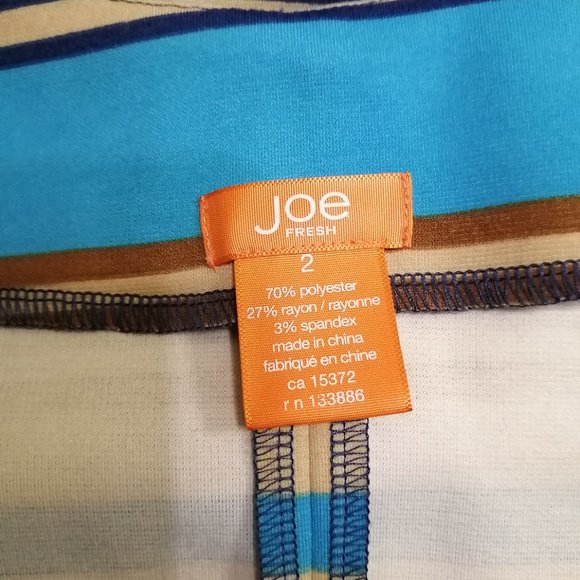 Joe
FRESH
2
70% polyester
27% rayon / rayonne
3% spandex
made in china
fabriqué en chine
ca 15372
r n 133886